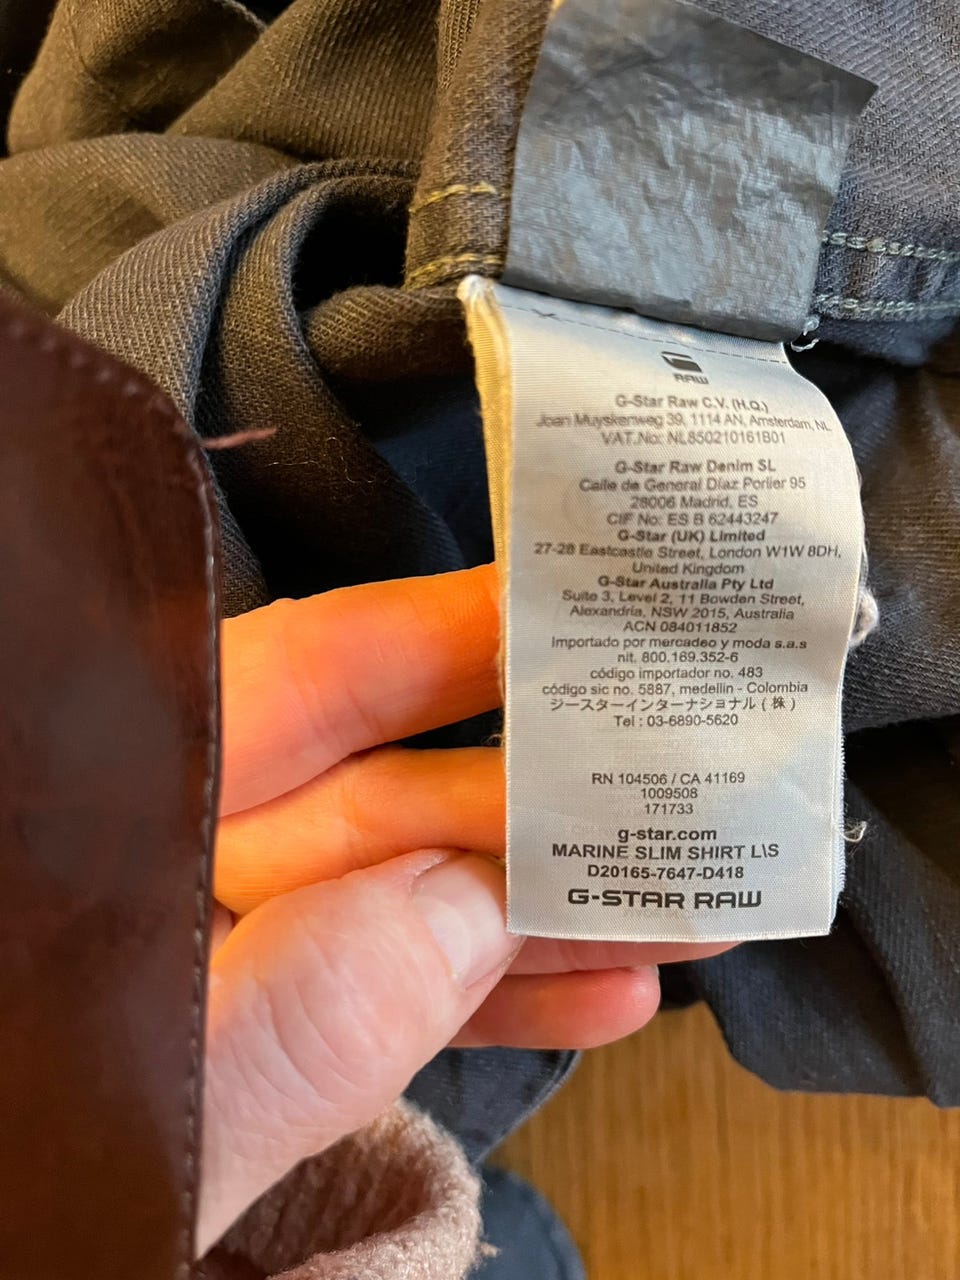 RAW
G-Star Raw C.V. (H.Q.)
Joan Muyskenweg 39, 1114 AN, Amsterdam, NL
VAT.No: NL850210161B01
G-Star Raw Denim SL
Calle de General Díaz Porlier 95
28006 Madrid, ES
CIF No: ES B 62443247
G-Star (UK) Limited
27-28 Eastcastle Street, London W1W 8DH,
United Kingdom
G-Star Australia Pty Ltd
Suite 3, Level 2, 11 Bowden Street,
Alexandria, NSW 2015, Australia
ACN 084011852
Importado por mercadeo y moda s.a.s
nit. 800.169.352-6
código importador no. 483
código sic no. 5887, medellin - Colombia
ジースターインターナショナル (株)
Tel : 03-6890-5620
RN 104506 / CA 41169
1009508
171733
g-star.com
MARINE SLIM SHIRT L\S
D20165-7647-D418
G-STAR RAW